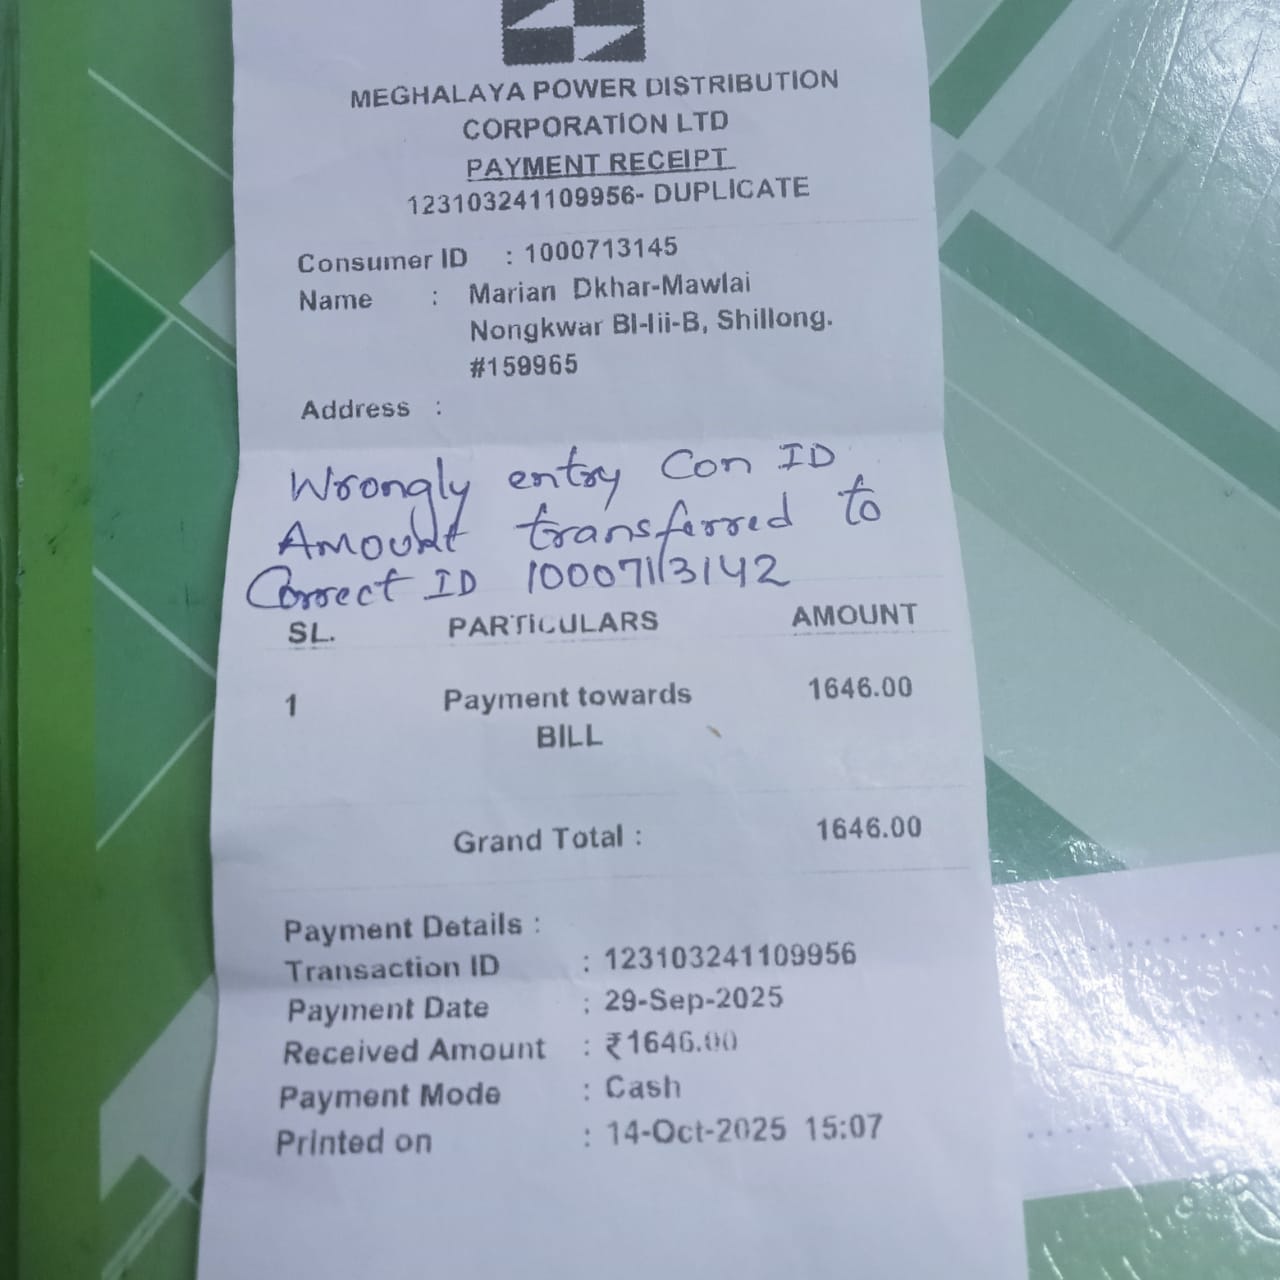 MEGHALAYA POWER DISTRIBUTION
CORPORATION LTD
PAYMENT RECEIPT
123103241109956- DUPLICATE
Consumer ID : 1000713145
Name : Marian Dkhar-Mawlai
Nongkwar Bl-Iii-B, Shillong.
#159965
Address :
Wrongly entry Con ID
Amount transferred to
Correct ID 1000713142
SL. PARTICULARS AMOUNT
1 Payment towards 1646.00
BILL
Grand Total : 1646.00
Payment Details :
Transaction ID : 123103241109956
Payment Date : 29-Sep-2025
Received Amount : ₹1646.00
Payment Mode : Cash
Printed on : 14-Oct-2025 15:07